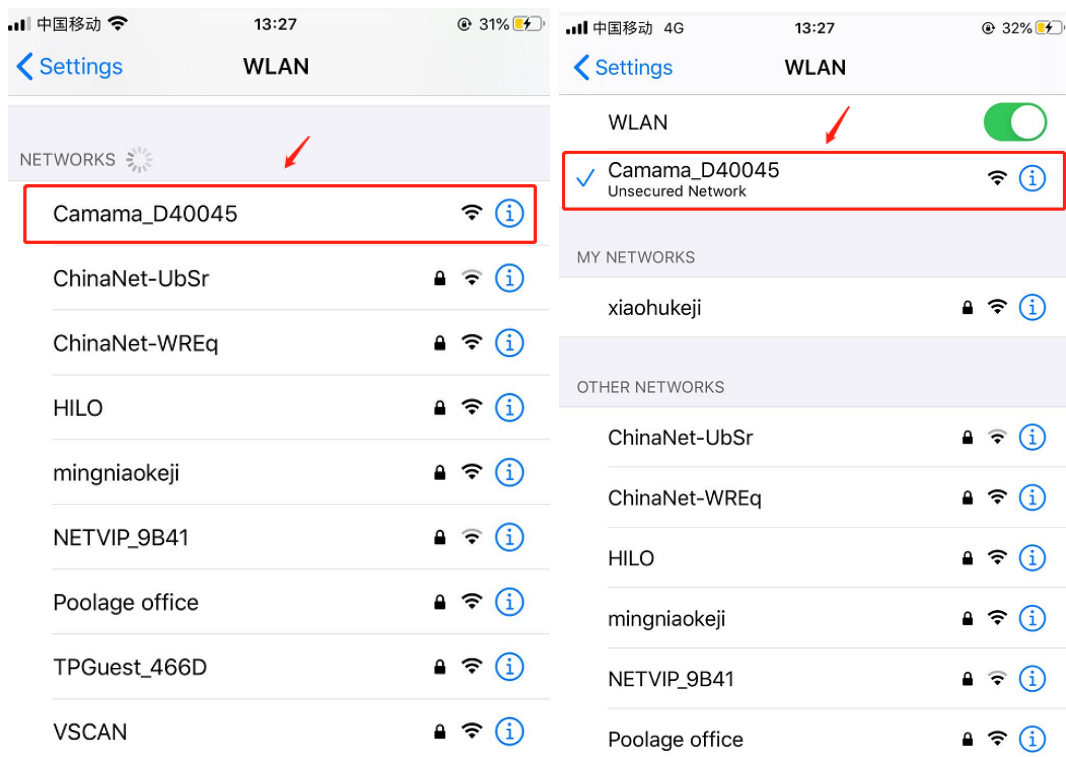 中国移动 13:27 31%
Settings WLAN
NETWORKS
Camama_D40045
ChinaNet-UbSr
ChinaNet-WREq
HILO
mingniaokeji
NETVIP_9B41
Poolage office
TPGuest_466D
VSCAN
中国移动 4G 13:27 32%
Settings WLAN
WLAN
Camama_D40045
Unsecured Network
MY NETWORKS
xiaohukeji
OTHER NETWORKS
ChinaNet-UbSr
ChinaNet-WREq
HILO
mingniaokeji
NETVIP_9B41
Poolage office